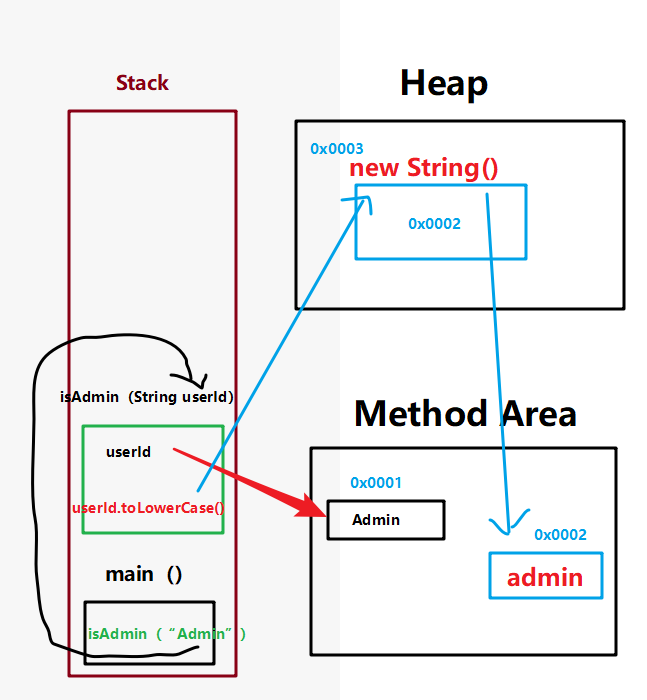 Stack
isAdmin（String userId）
userId
userId.toLowerCase()
main（）
isAdmin（“Admin”）
Heap
0x0003
new String()
0x0002
Method Area
0x0001
Admin
0x0002
admin